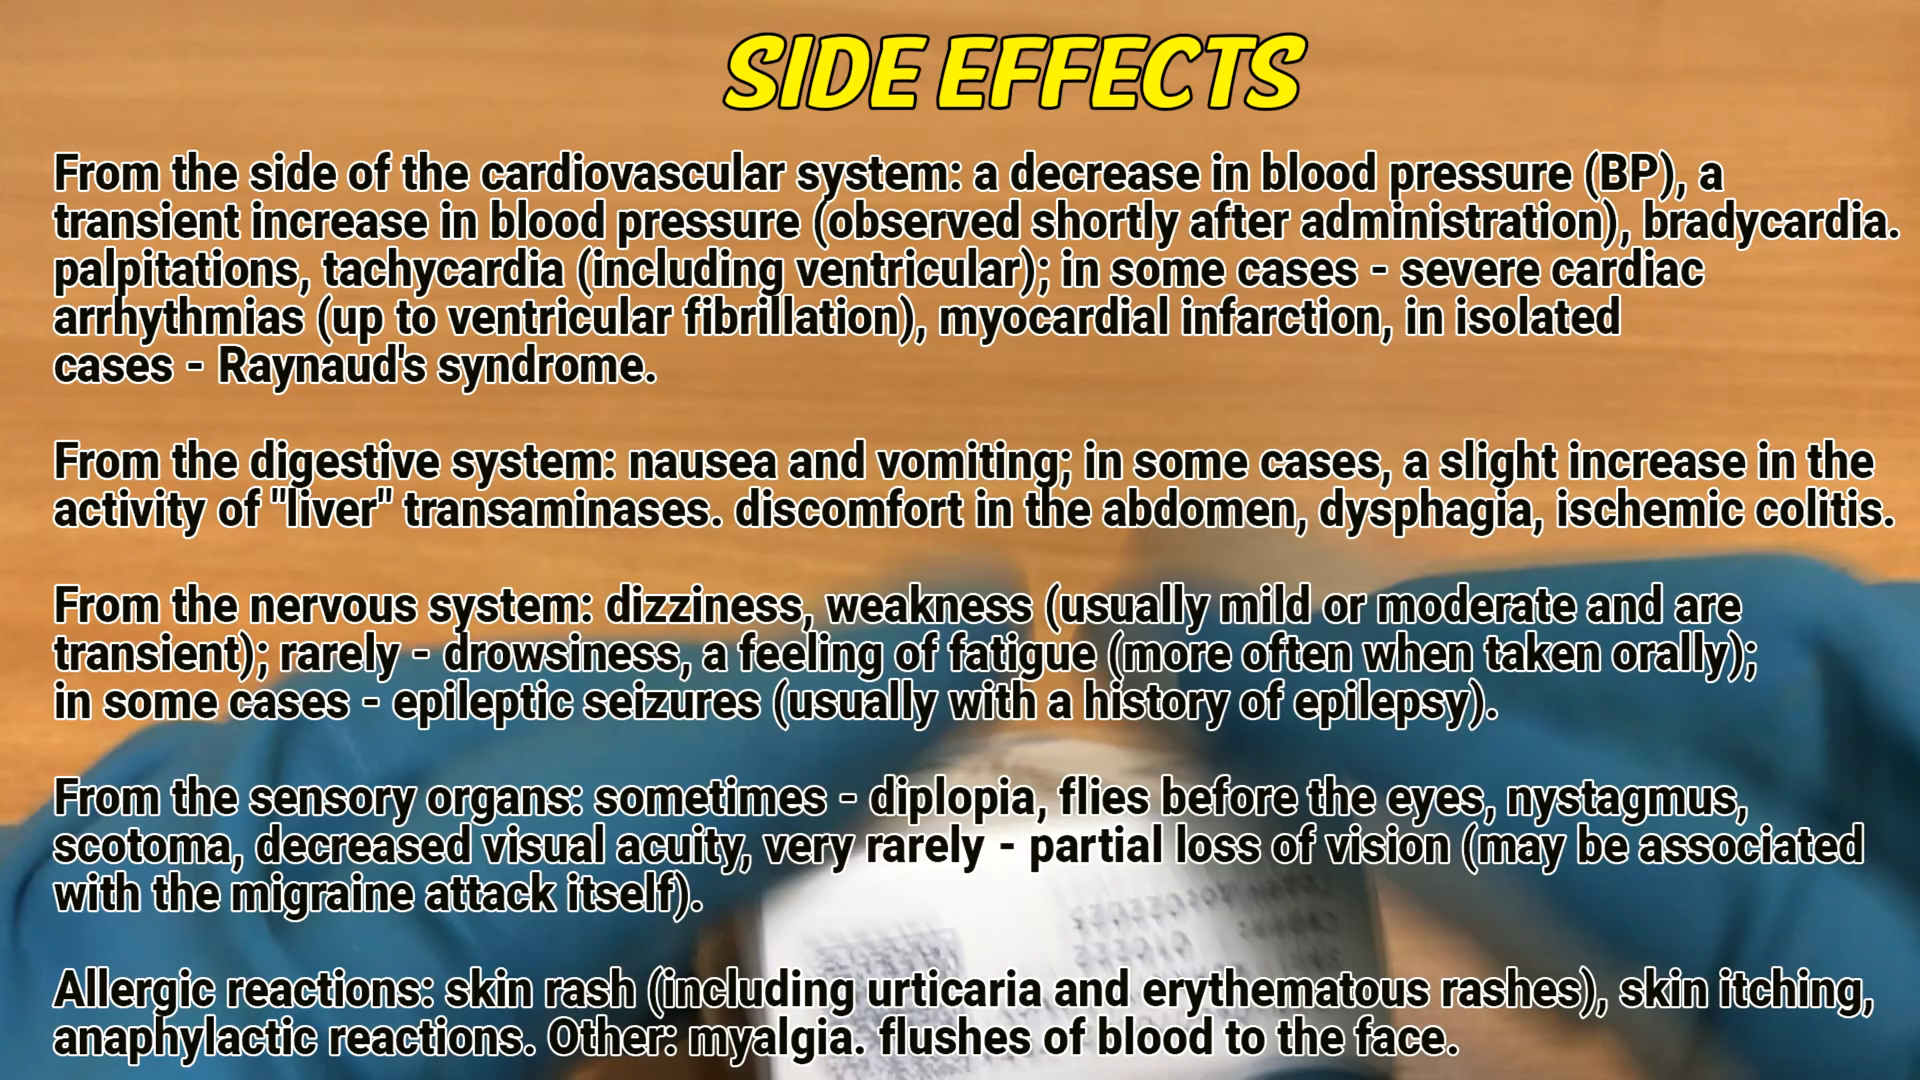 SIDE EFFECTS
From the side of the cardiovascular system: a decrease in blood pressure (BP), a
transient increase in blood pressure (observed shortly after administration), bradycardia.
palpitations, tachycardia (including ventricular); in some cases - severe cardiac
arrhythmias (up to ventricular fibrillation), myocardial infarction, in isolated
cases - Raynaud's syndrome.
From the digestive system: nausea and vomiting; in some cases, a slight increase in the
activity of "liver" transaminases. discomfort in the abdomen, dysphagia, ischemic colitis.
From the nervous system: dizziness, weakness (usually mild or moderate and are
transient); rarely - drowsiness, a feeling of fatigue (more often when taken orally);
in some cases - epileptic seizures (usually with a history of epilepsy).
From the sensory organs: sometimes - diplopia, flies before the eyes, nystagmus,
scotoma, decreased visual acuity, very rarely - partial loss of vision (may be associated
with the migraine attack itself).
Allergic reactions: skin rash (including urticaria and erythematous rashes), skin itching,
anaphylactic reactions. Other: myalgia. flushes of blood to the face.